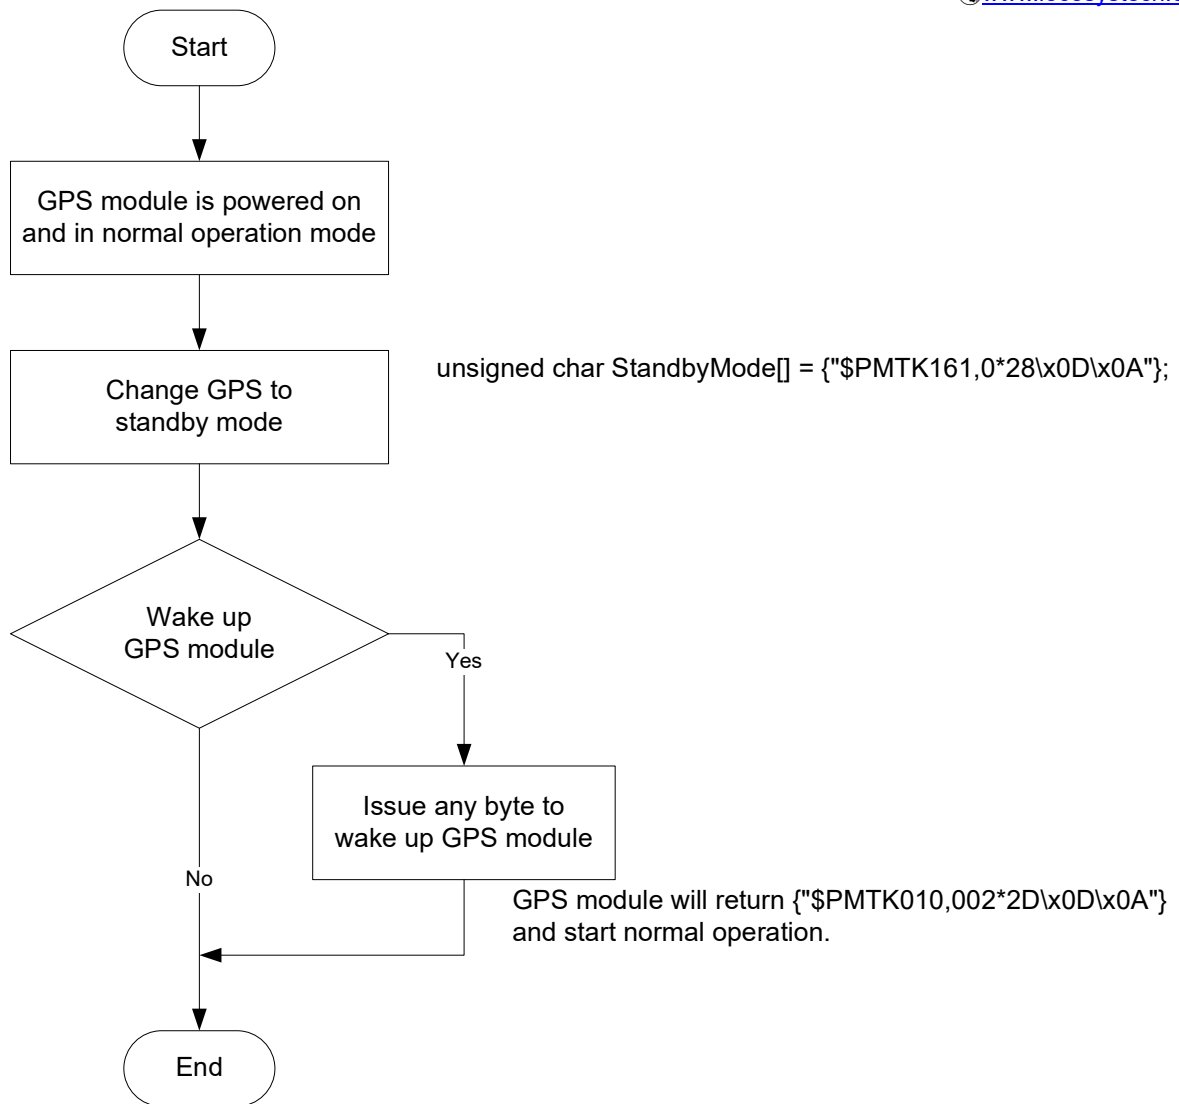 Start
GPS module is powered on
and in normal operation mode
Change GPS to
standby mode
unsigned char StandbyMode[] = {"$PMTK161,0*28\x0D\x0A"};
Wake up
GPS module
Yes
Issue any byte to
wake up GPS module
No
GPS module will return {"$PMTK010,002*2D\x0D\x0A"}
and start normal operation.
End